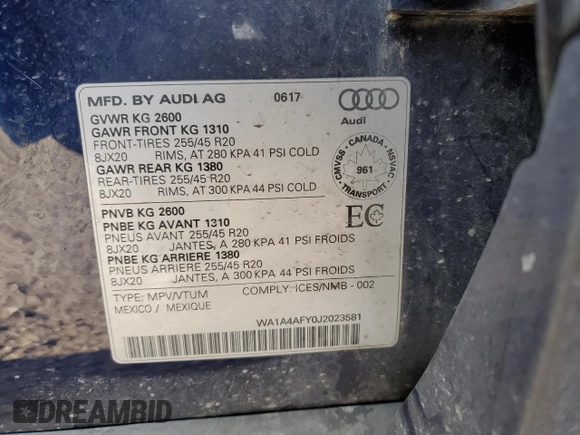 MFD. BY AUDI AG 0617
Audi
GVWR KG 2600
GAWR FRONT KG 1310
FRONT-TIRES 255/45 R20
8JX20 RIMS, AT 280 KPA 41 PSI COLD
GAWR REAR KG 1380
REAR-TIRES 255/45 R20
8JX20 RIMS, AT 300 KPA 44 PSI COLD
CANADA
CMVSS
NSVAC
961
TRANSPORT
PNVB KG 2600
PNBE KG AVANT 1310
PNEUS AVANT 255/45 R20
8JX20 JANTES, A 280 KPA 41 PSI FROIDS
PNBE KG ARRIERE 1380
PNEUS ARRIERE 255/45 R20
8JX20 JANTES, A 300 KPA 44 PSI FROIDS
EC
TYPE: MPV/VTUM COMPLY. ICES/NMB - 002
MEXICO / MEXIQUE
WA1A4AFY0J2023581
DREAMBID